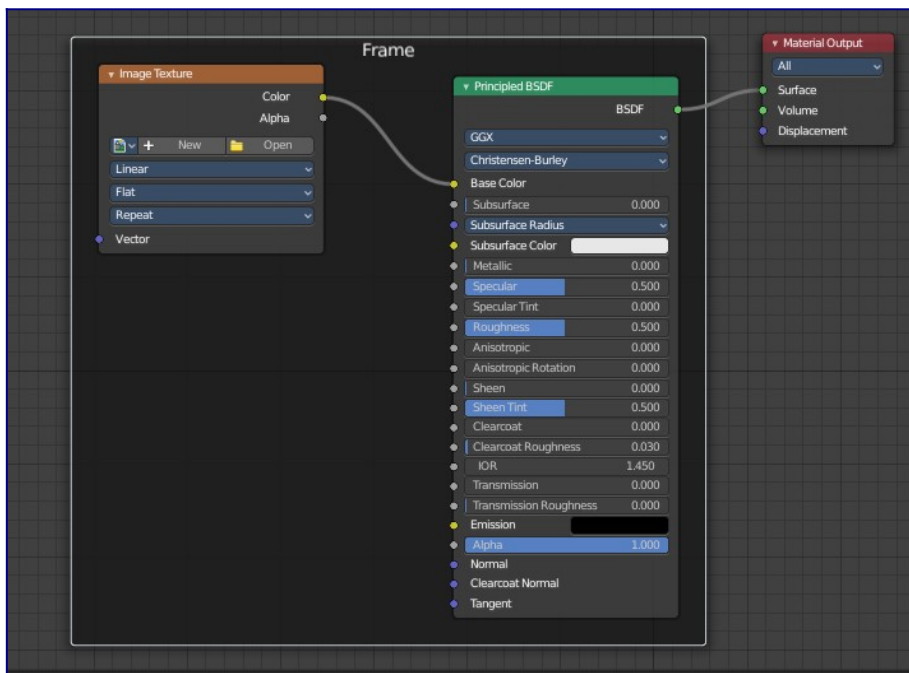 Frame
Image Texture
Color
Alpha
New Open
Linear
Flat
Repeat
Vector
Principled BSDF
BSDF
GGX
Christensen-Burley
Base Color
Subsurface 0.000
Subsurface Radius
Subsurface Color
Metallic 0.000
Specular 0.500
Specular Tint 0.000
Roughness 0.500
Anisotropic 0.000
Anisotropic Rotation 0.000
Sheen 0.000
Sheen Tint 0.500
Clearcoat 0.000
Clearcoat Roughness 0.030
IOR 1.450
Transmission 0.000
Transmission Roughness 0.000
Emission
Alpha 1.000
Normal
Clearcoat Normal
Tangent
Material Output
All
Surface
Volume
Displacement